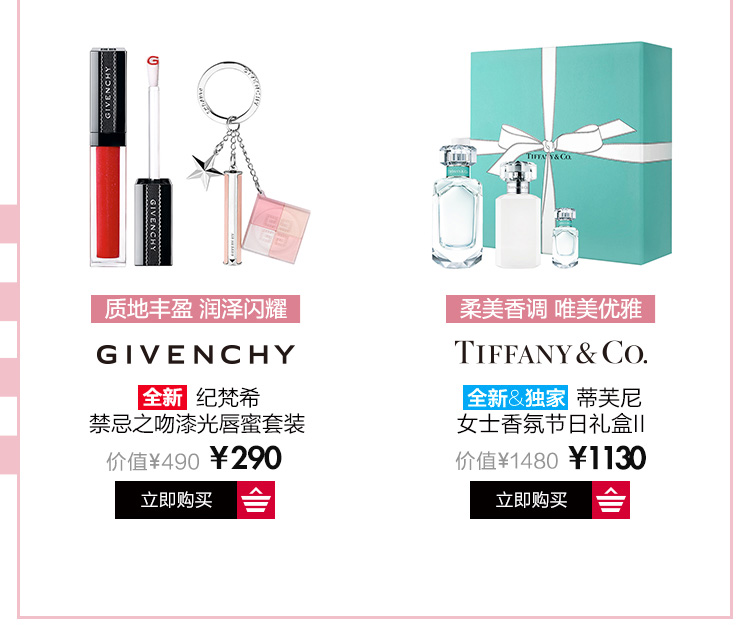 G
GIVENCHY
GIVENCHY
TIFFANY & CO.
质地丰盈 润泽闪耀
GIVENCHY
全新 纪梵希
禁忌之吻漆光唇蜜套装
价值¥490 ¥290
立即购买
柔美香调 唯美优雅
TIFFANY & CO.
全新&独家 蒂芙尼
女士香氛节日礼盒II
价值¥1480 ¥1130
立即购买